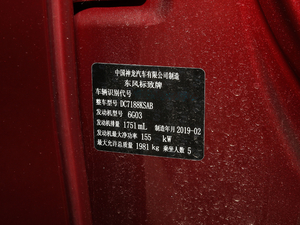 中国神龙汽车有限公司制造
东风标致牌
车辆识别代号
整车型号 DC7188KSAB
发动机型号 6G03
发动机排量 1751mL 制造年月 2019-02
发动机最大净功率 155 kW
最大允许总质量 1981 kg 乘坐人数 5